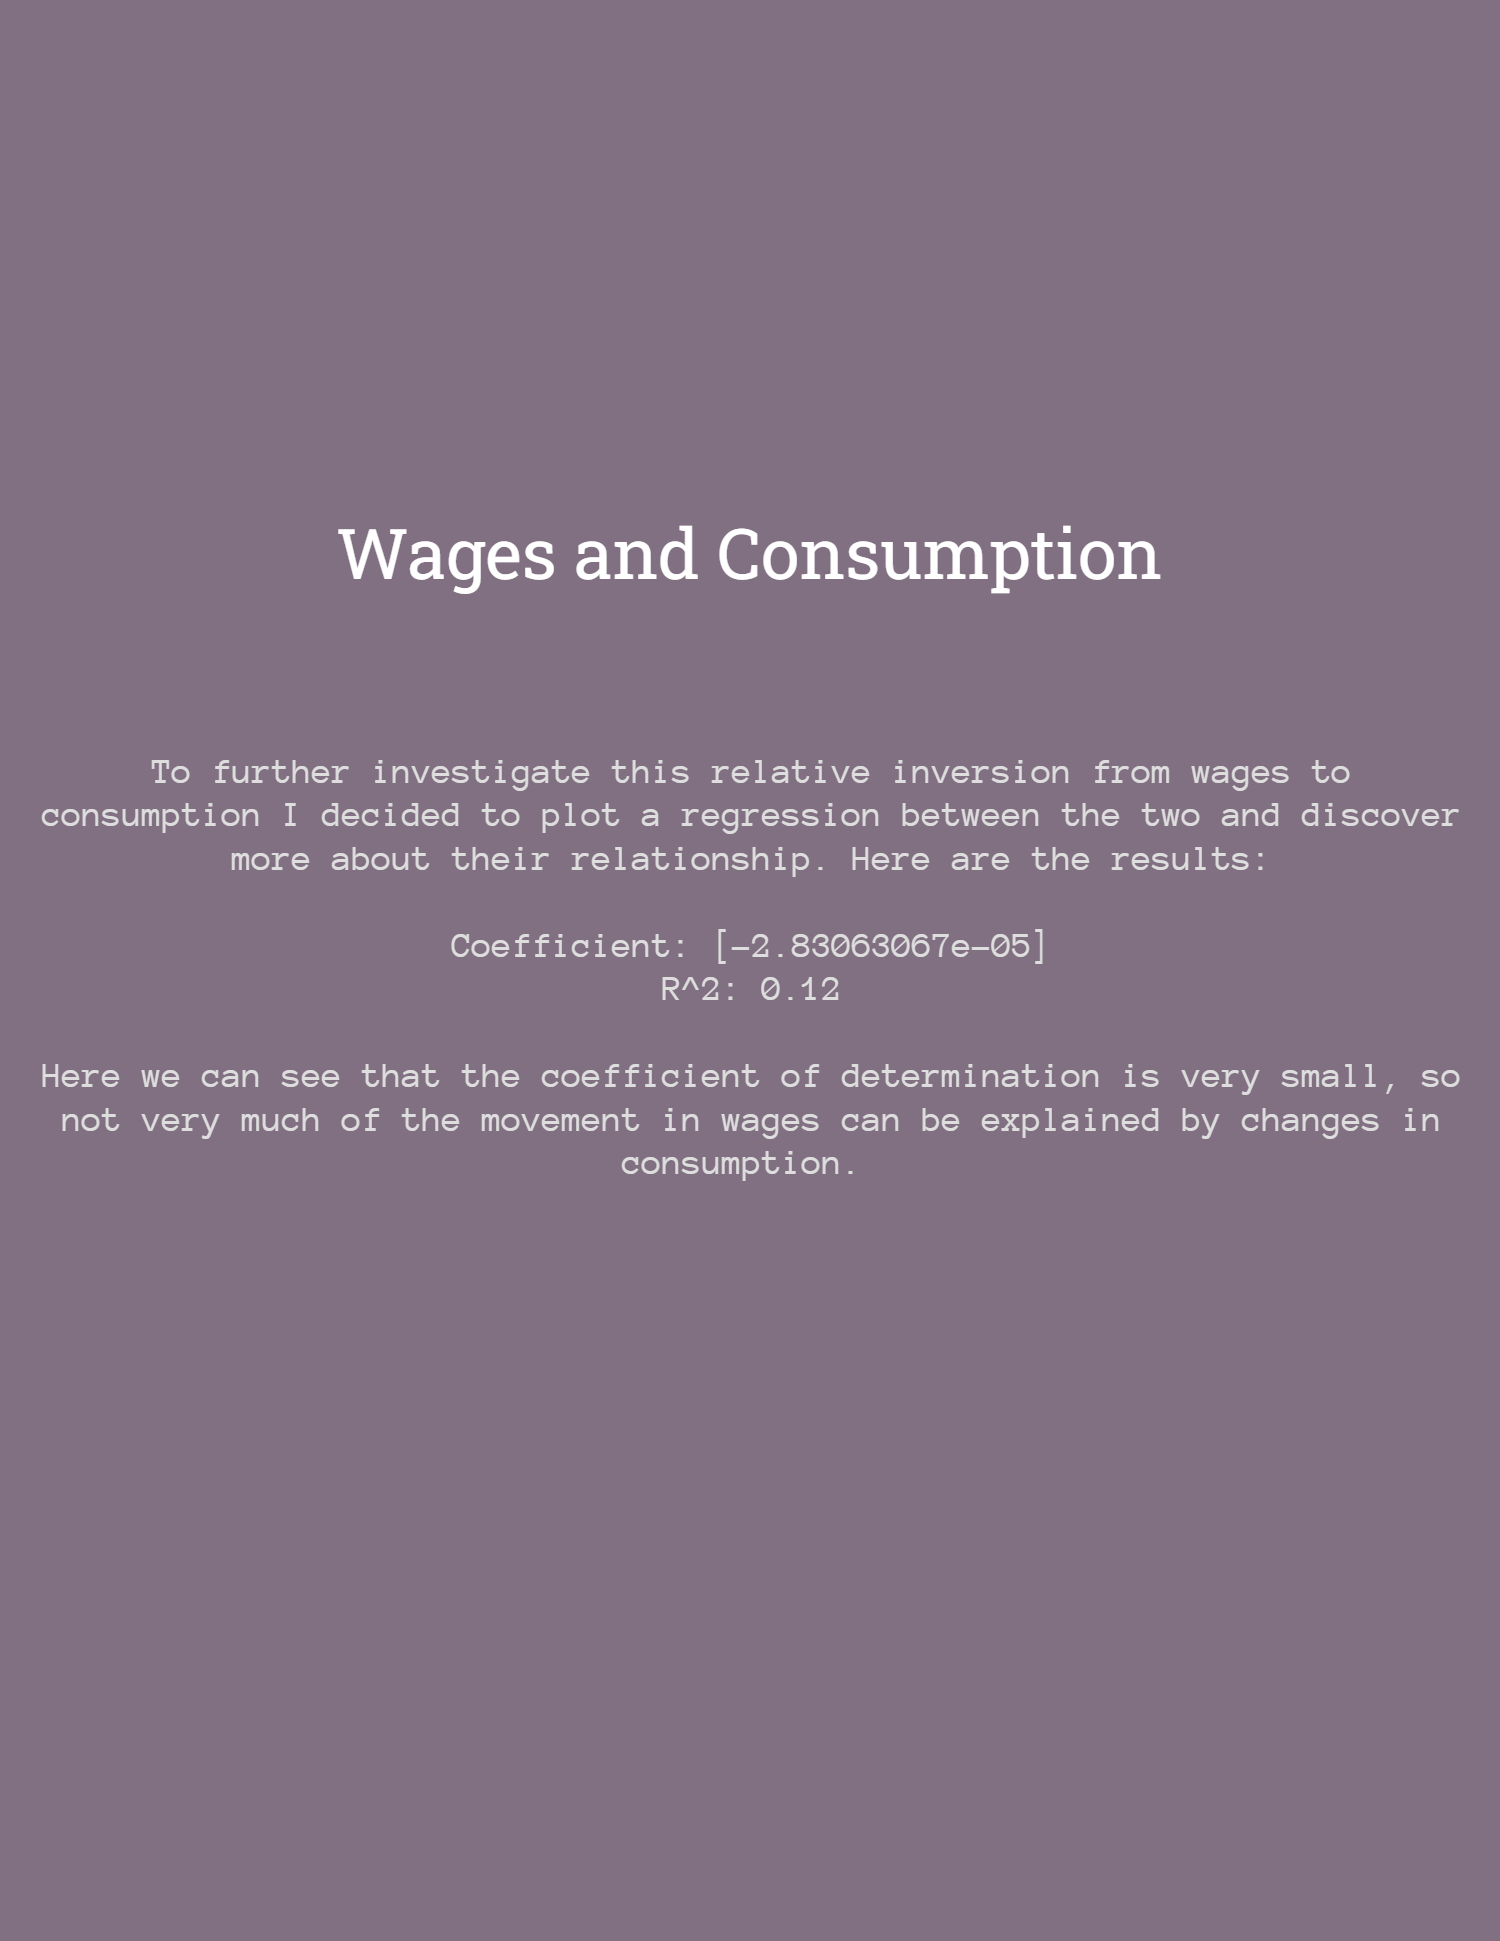 Wages and Consumption
To further investigate this relative inversion from wages to
consumption I decided to plot a regression between the two and discover
more about their relationship. Here are the results:
Coefficient: [-2.83063067e-05]
R^2: 0.12
Here we can see that the coefficient of determination is very small, so
not very much of the movement in wages can be explained by changes in
consumption.